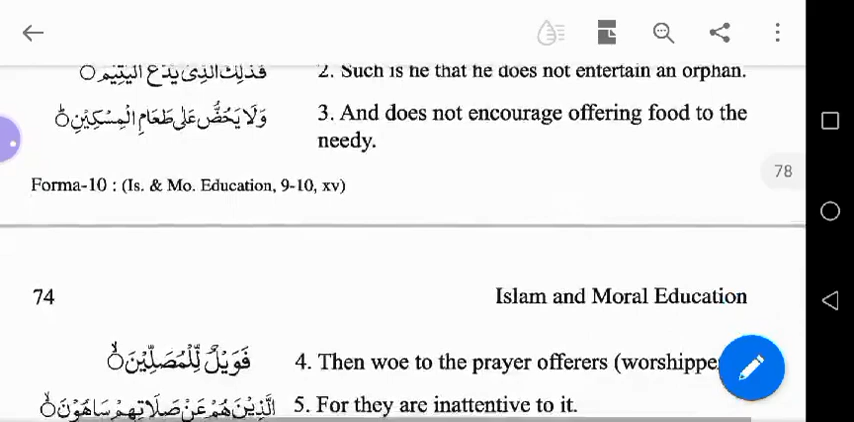 فَذٰلِكَ الَّذِیْ یَدُعُّ الْیَتِیْمَ ○ 2. Such is he that he does not entertain an orphan.
وَلَا یَحُضُّ عَلٰی طَعَامِ الْمِسْكِیْنِ ○ؕ 3. And does not encourage offering food to the
needy.
78
Forma-10 : (Is. & Mo. Education, 9-10, xv)
74 Islam and Moral Education
فَوَیْلٌ لِّلْمُصَلِّیْنَ ○ۙ 4. Then woe to the prayer offerers (worshippe
الَّذِیْنَ هُمْ عَنْ صَلَاتِهِمْ سَاهُوْنَ ○ۙ 5. For they are inattentive to it.